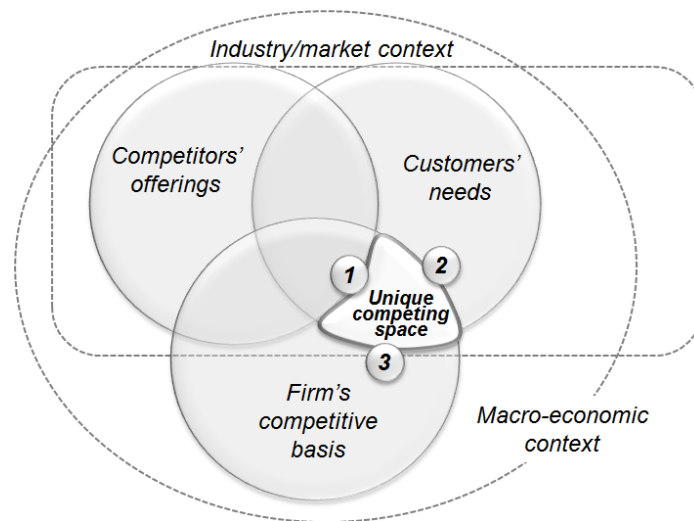 Industry/market context
Competitors'
offerings
Customers'
needs
1
2
Unique
competing
space
3
Firm's
competitive
basis
Macro-economic
context